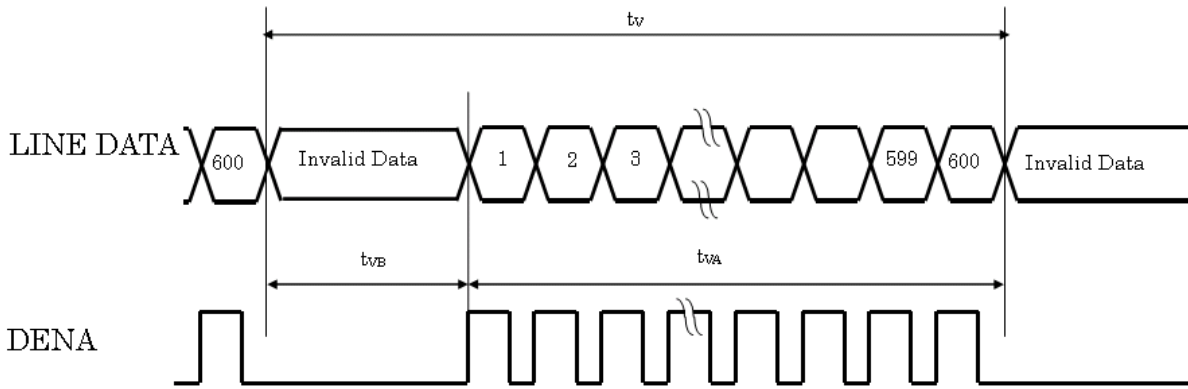 tV
LINE DATA
600 Invalid Data 1 2 3 599 600 Invalid Data
tVB tVA
DENA